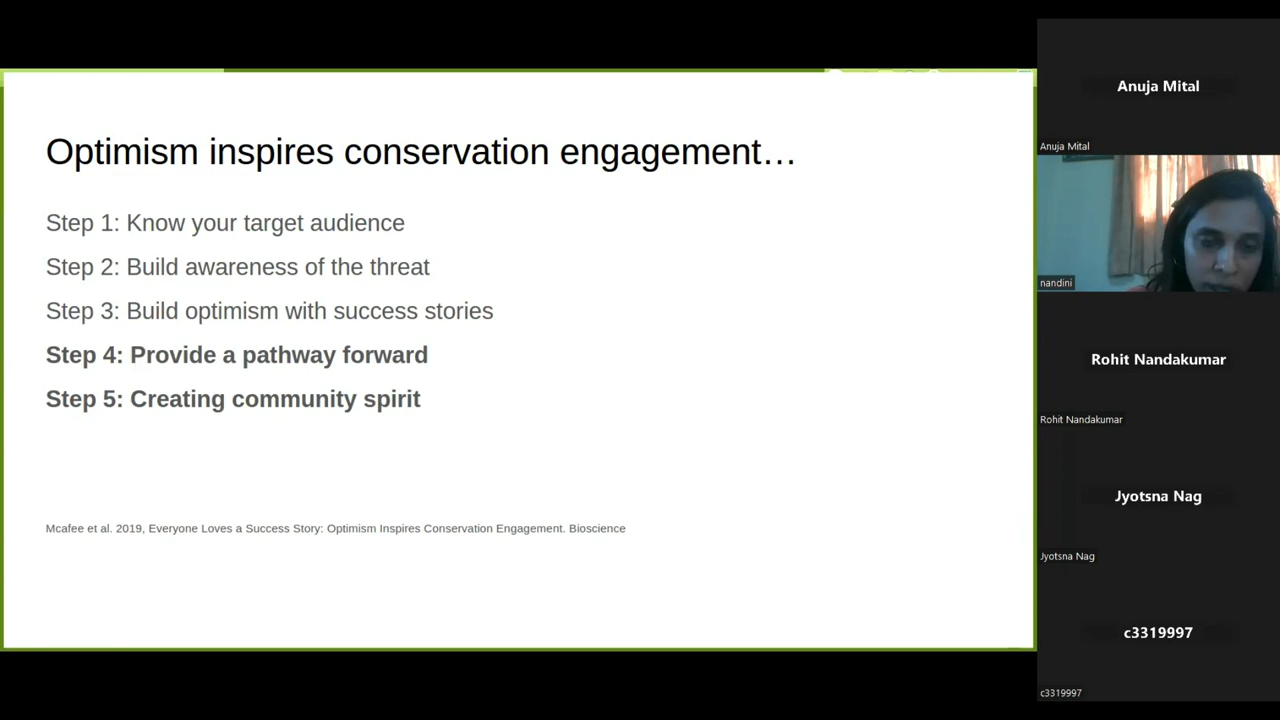 Optimism inspires conservation engagement…
Step 1: Know your target audience
Step 2: Build awareness of the threat
Step 3: Build optimism with success stories
Step 4: Provide a pathway forward
Step 5: Creating community spirit
Mcafee et al. 2019, Everyone Loves a Success Story: Optimism Inspires Conservation Engagement. Bioscience
Anuja Mital
Anuja Mital
nandini
Rohit Nandakumar
Rohit Nandakumar
Jyotsna Nag
Jyotsna Nag
c3319997
c3319997